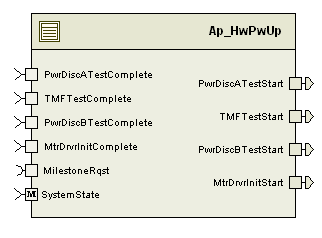 Ap_HwPwUp
PwrDiscATestComplete
TMFTestComplete
PwrDiscBTestComplete
MtrDrvrInitComplete
MilestoneRqst
M SystemState
PwrDiscATestStart
TMFTestStart
PwrDiscBTestStart
MtrDrvrInitStart